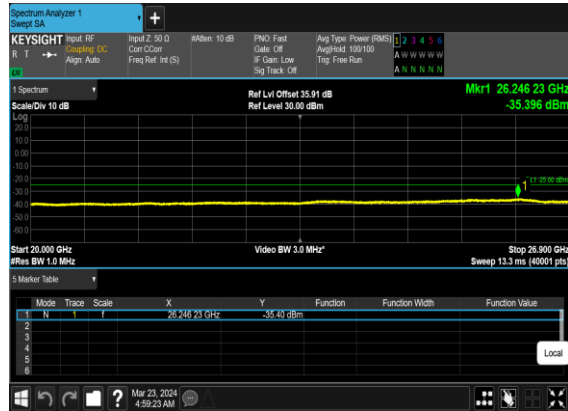 Spectrum Analyzer 1
Swept SA
KEYSIGHT Input: RF Input Z: 50 Ω #Atten: 10 dB PNO: Fast Avg Type: Power (RMS) 1 2 3 4 5 6
R T Coupling: DC Corr CCorr Gate: Off Avg|Hold: 100/100 A W W W W W
Align: Auto Freq Ref: Int (S) IF Gain: Low Trig: Free Run
Sig Track: Off A N N N N N
1 Spectrum Ref Lvl Offset 35.91 dB Mkr1 26.246 23 GHz
Scale/Div 10 dB Ref Level 30.00 dBm -35.396 dBm
Log
20.0
10.0
0.00
-10.0
-20.0
L1 -25.00 dBm
1
-30.0
-40.0
-50.0
-60.0
Start 20.000 GHz Video BW 3.0 MHz* Stop 26.900 GHz
#Res BW 1.0 MHz Sweep 13.3 ms (40001 pts)
5 Marker Table
Mode Trace Scale X Y Function Function Width Function Value
1 N 1 f 26.246 23 GHz -35.40 dBm
2
3
4
5
6
Local
? Mar 23, 2024
4:59:23 AM